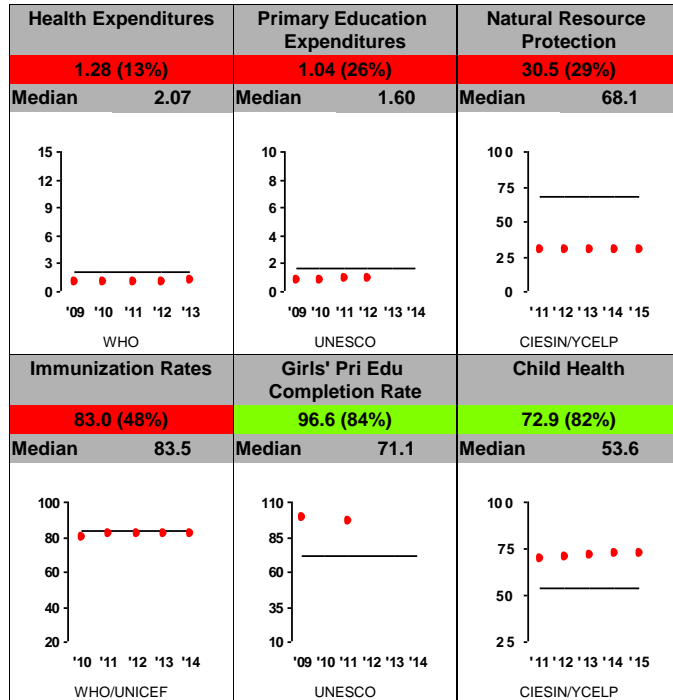 Health Expenditures
1.28 (13%)
Median 2.07
15
12
9
6
3
0
'09 '10 '11 '12 '13
WHO
Primary Education
Expenditures
1.04 (26%)
Median 1.60
10
8
6
4
2
0
'09 '10 '11 '12 '13 '14
UNESCO
Natural Resource
Protection
30.5 (29%)
Median 68.1
100
75
50
25
0
'11 '12 '13 '14 '15
CIESIN/YCELP
Immunization Rates
83.0 (48%)
Median 83.5
100
80
60
40
20
'10 '11 '12 '13 '14
WHO/UNICEF
Girls' Pri Edu
Completion Rate
96.6 (84%)
Median 71.1
110
85
60
35
10
'09 '10 '11 '12 '13 '14
UNESCO
Child Health
72.9 (82%)
Median 53.6
100
75
50
25
'11 '12 '13 '14 '15
CIESIN/YCELP